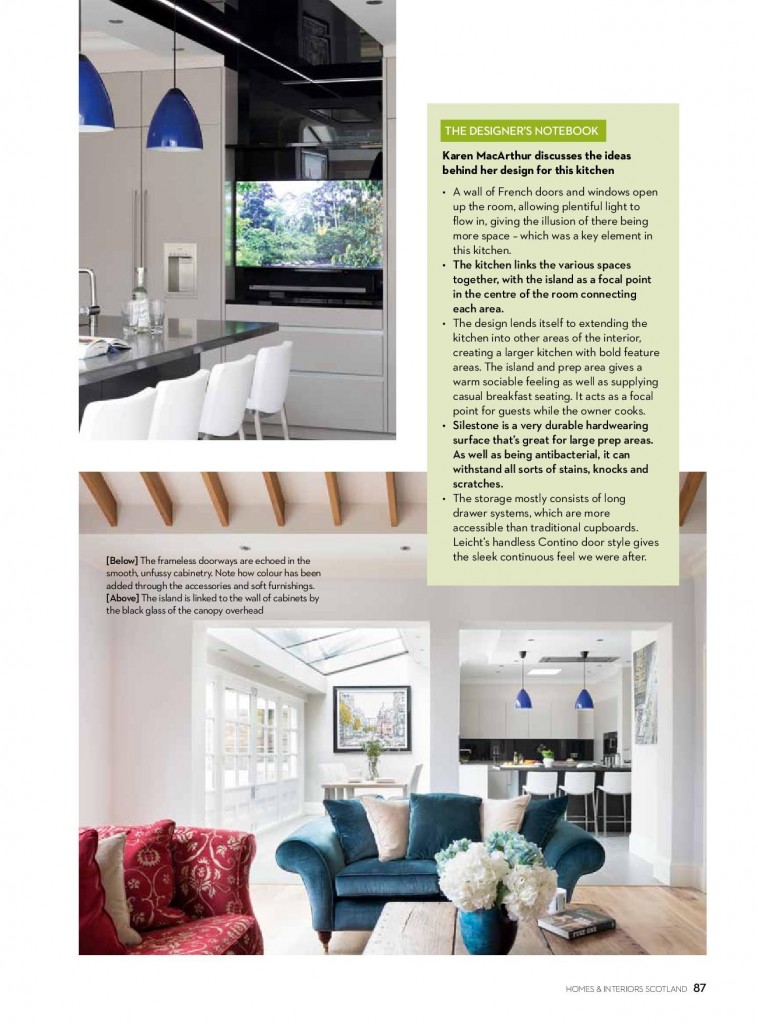 THE DESIGNER'S NOTEBOOK
Karen MacArthur discusses the ideas
behind her design for this kitchen
• A wall of French doors and windows open
up the room, allowing plentiful light to
flow in, giving the illusion of there being
more space – which was a key element in
this kitchen.
• The kitchen links the various spaces
together, with the island as a focal point
in the centre of the room connecting
each area.
• The design lends itself to extending the
kitchen into other areas of the interior,
creating a larger kitchen with bold feature
areas. The island and prep area gives a
warm sociable feeling as well as supplying
casual breakfast seating. It acts as a focal
point for guests while the owner cooks.
• Silestone is a very durable hardwearing
surface that's great for large prep areas.
As well as being antibacterial, it can
withstand all sorts of stains, knocks and
scratches.
• The storage mostly consists of long
drawer systems, which are more
accessible than traditional cupboards.
Leicht's handless Contino door style gives
the sleek continuous feel we were after.
[Below] The frameless doorways are echoed in the
smooth, unfussy cabinetry. Note how colour has been
added through the accessories and soft furnishings.
[Above] The island is linked to the wall of cabinets by
the black glass of the canopy overhead
HOMES & INTERIORS SCOTLAND 87